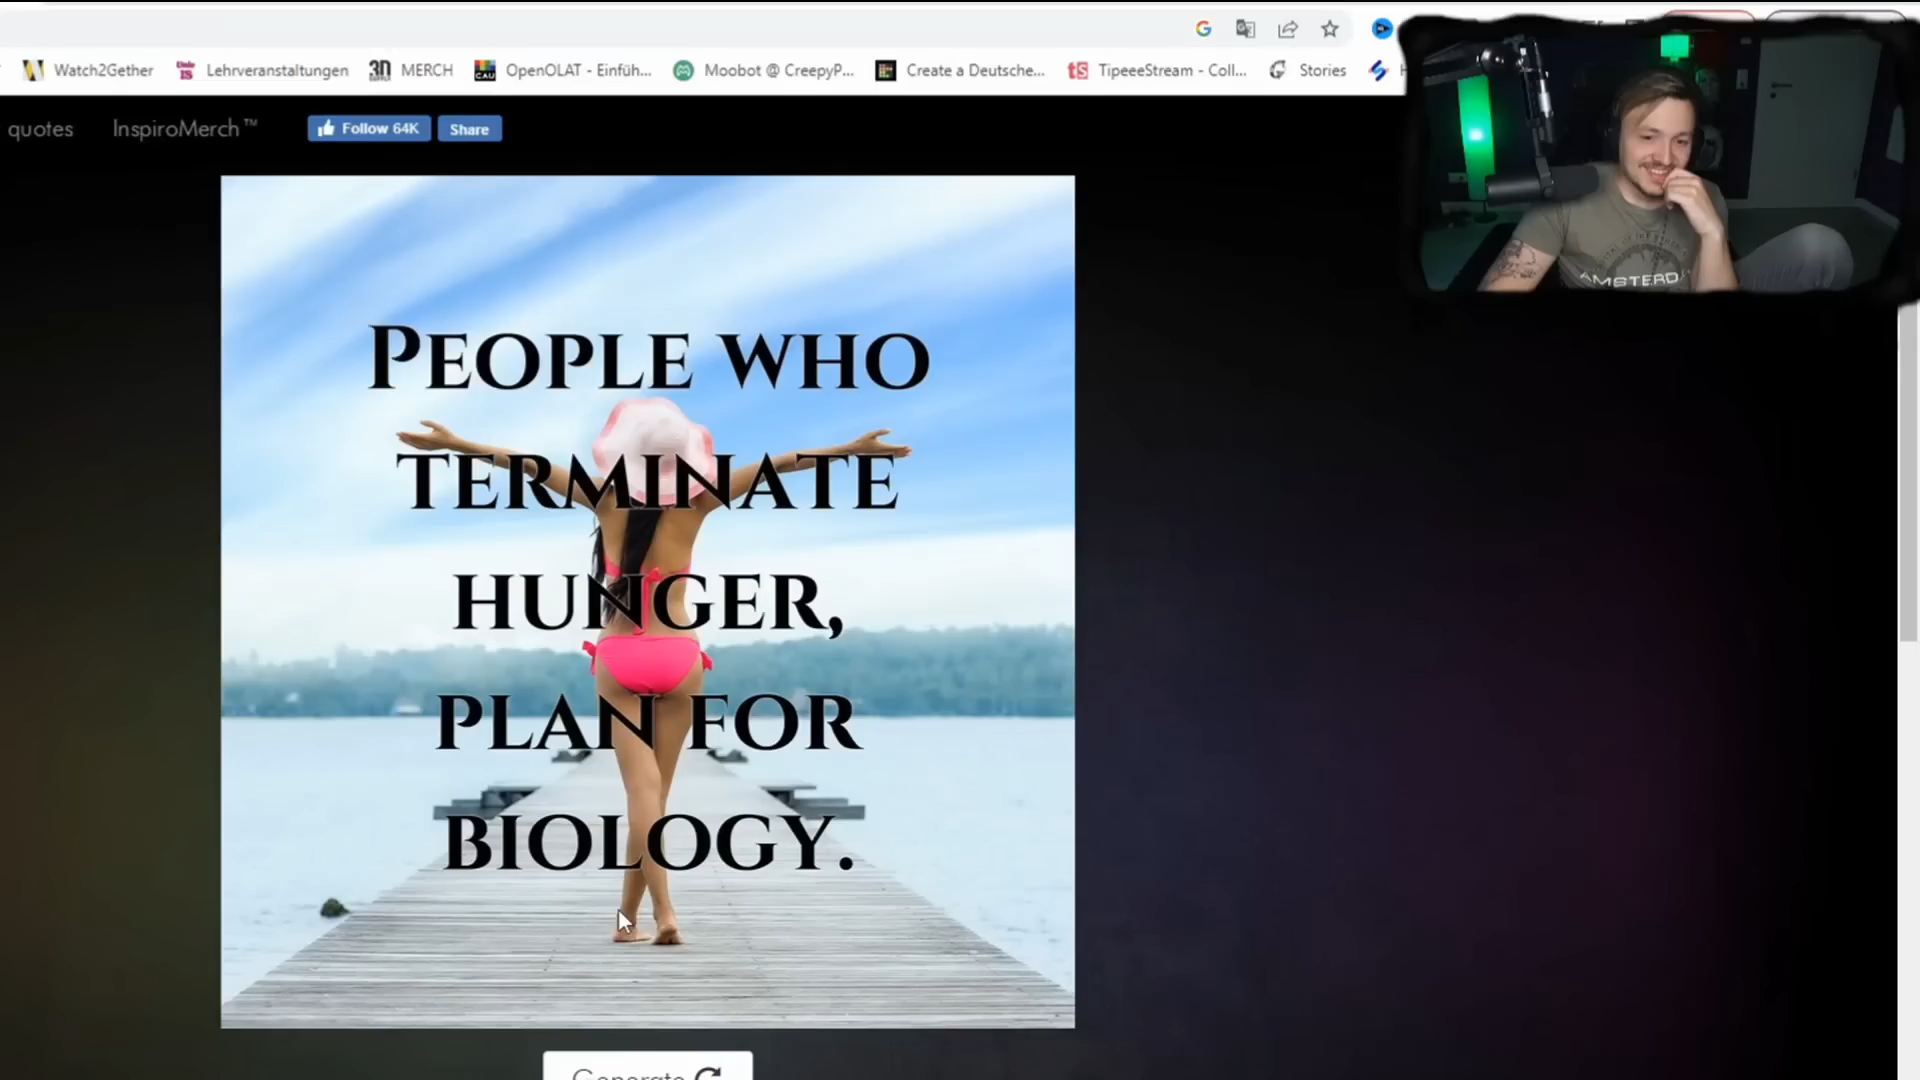 Watch2Gether Lehrveranstaltungen MERCH OpenOLAT - Einfüh... Moobot @ CreepyP... Create a Deutsche... TipeeeStream - Coll... Stories
quotes InspiroMerch™ Follow 64K Share
PEOPLE WHO
TERMINATE
HUNGER,
PLAN FOR
BIOLOGY.
Generate